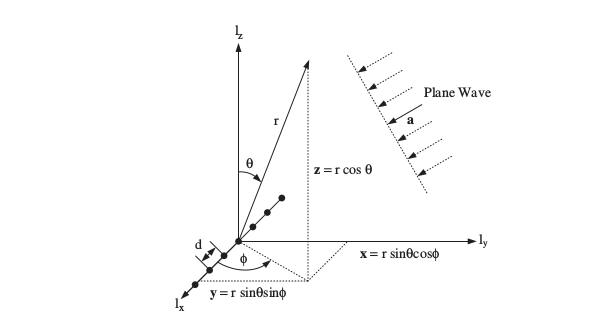 l_z
Plane Wave
r
a
θ
z = r cos θ
d
ϕ
l_y
x = r sinθcosϕ
y = r sinθsinϕ
l_x